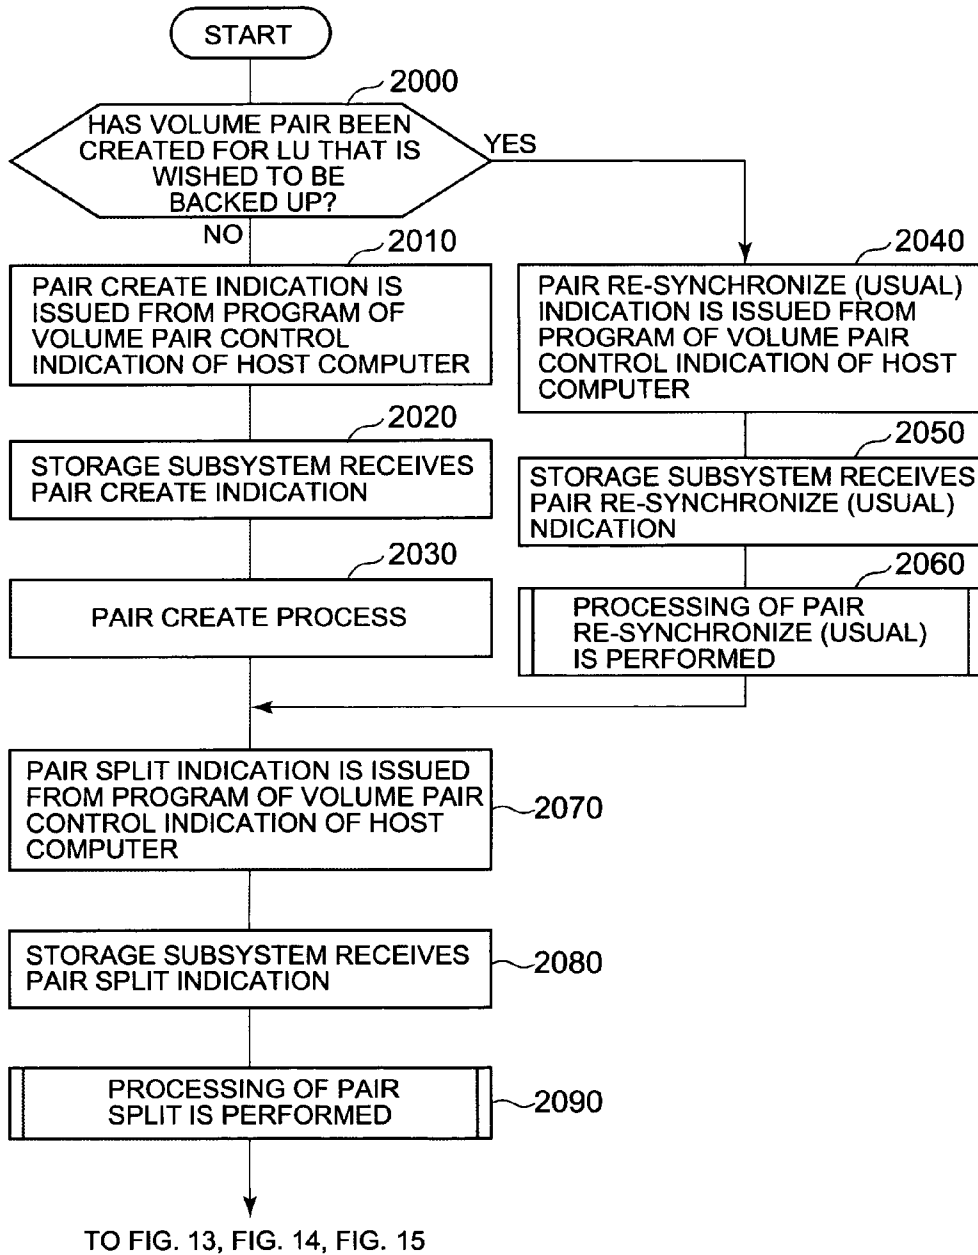 START
2000
HAS VOLUME PAIR BEEN
CREATED FOR LU THAT IS
WISHED TO BE
BACKED UP?
YES
NO
2010
PAIR CREATE INDICATION IS
ISSUED FROM PROGRAM OF
VOLUME PAIR CONTROL
INDICATION OF HOST COMPUTER
2020
STORAGE SUBSYSTEM RECEIVES
PAIR CREATE INDICATION
2030
PAIR CREATE PROCESS
2040
PAIR RE-SYNCHRONIZE (USUAL)
INDICATION IS ISSUED FROM
PROGRAM OF VOLUME PAIR
CONTROL INDICATION OF HOST
COMPUTER
2050
STORAGE SUBSYSTEM RECEIVES
PAIR RE-SYNCHRONIZE (USUAL)
NDICATION
2060
PROCESSING OF PAIR
RE-SYNCHRONIZE (USUAL)
IS PERFORMED
PAIR SPLIT INDICATION IS ISSUED
FROM PROGRAM OF VOLUME PAIR
CONTROL INDICATION OF HOST
COMPUTER
2070
STORAGE SUBSYSTEM RECEIVES
PAIR SPLIT INDICATION
2080
PROCESSING OF PAIR
SPLIT IS PERFORMED
2090
TO FIG. 13, FIG. 14, FIG. 15